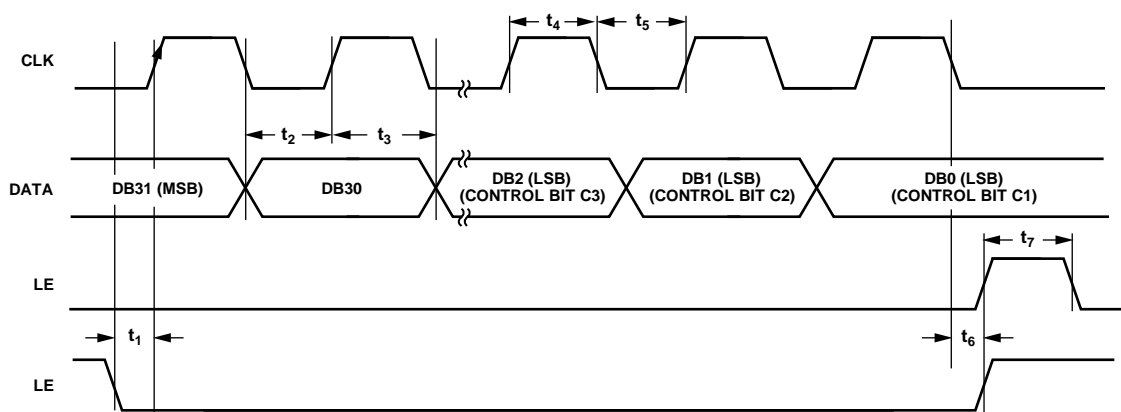 t4
t5
CLK
t2
t3
DATA
DB31 (MSB)
DB30
DB2 (LSB)
(CONTROL BIT C3)
DB1 (LSB)
(CONTROL BIT C2)
DB0 (LSB)
(CONTROL BIT C1)
t7
LE
t1
t6
LE